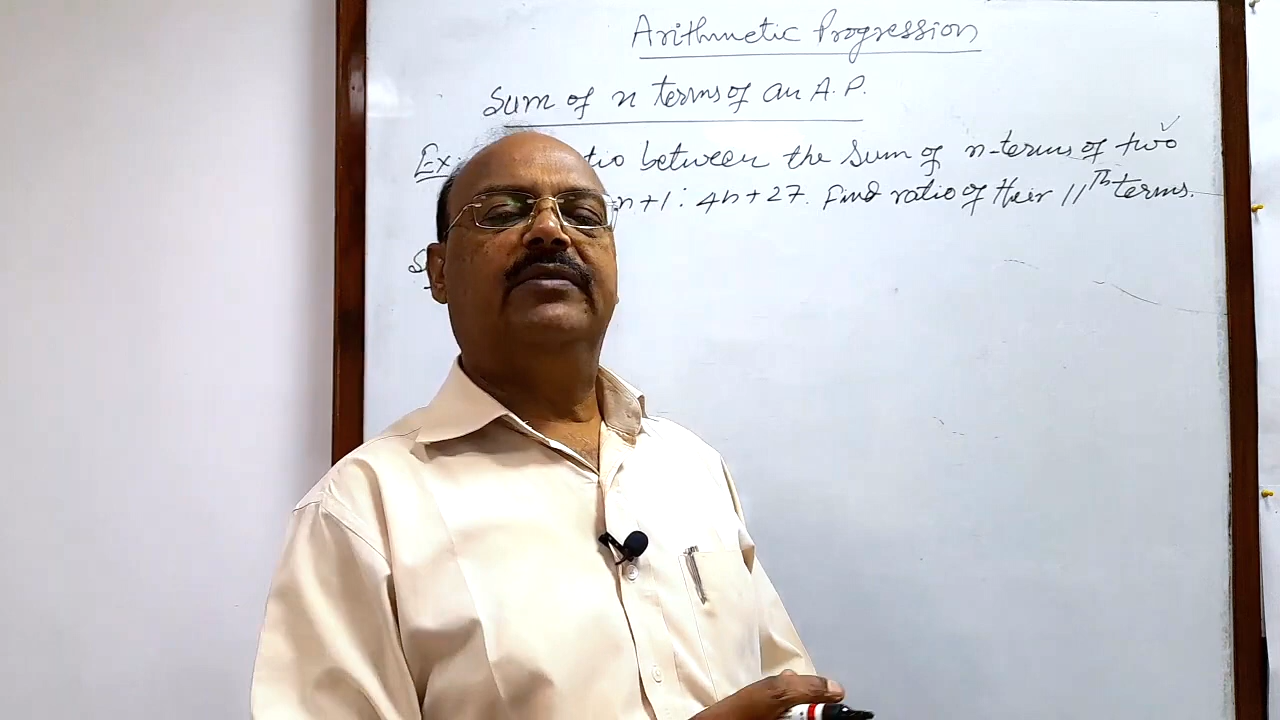 Arithmetic Progression
Sum of n terms of an A.P.
Ex: between the sum of n-terms of two
n+1 : 4n+27. Find ratio of their 11th terms.